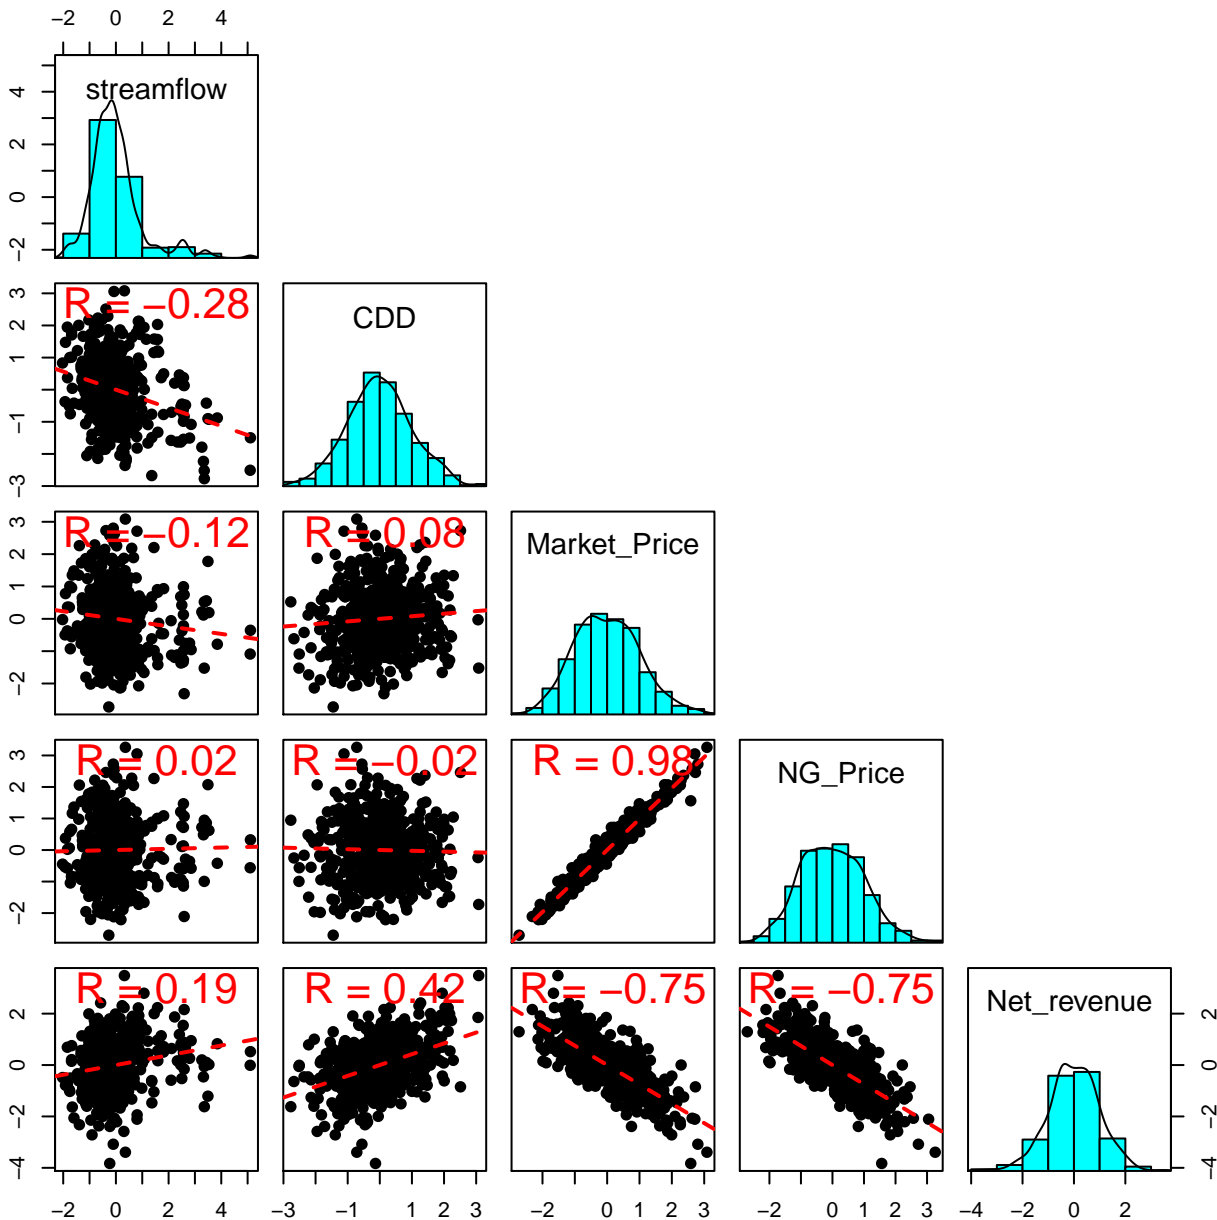 −2 0 2 4
streamflow
−2 0 2 4
R = −0.28
CDD
−3 −1 1 2 3
R = −0.12
R = 0.08
Market_Price
−2 0 1 2 3
R = 0.02
R = −0.02
R = 0.98
NG_Price
−2 0 1 2 3
R = 0.19
R = 0.42
R = −0.75
R = −0.75
Net_revenue
−4 −2 0 2
−4 −2 0 2
−2 0 2 4
−3 −1 1 2 3
−2 0 1 2 3
−2 0 1 2 3
−4 −2 0 2